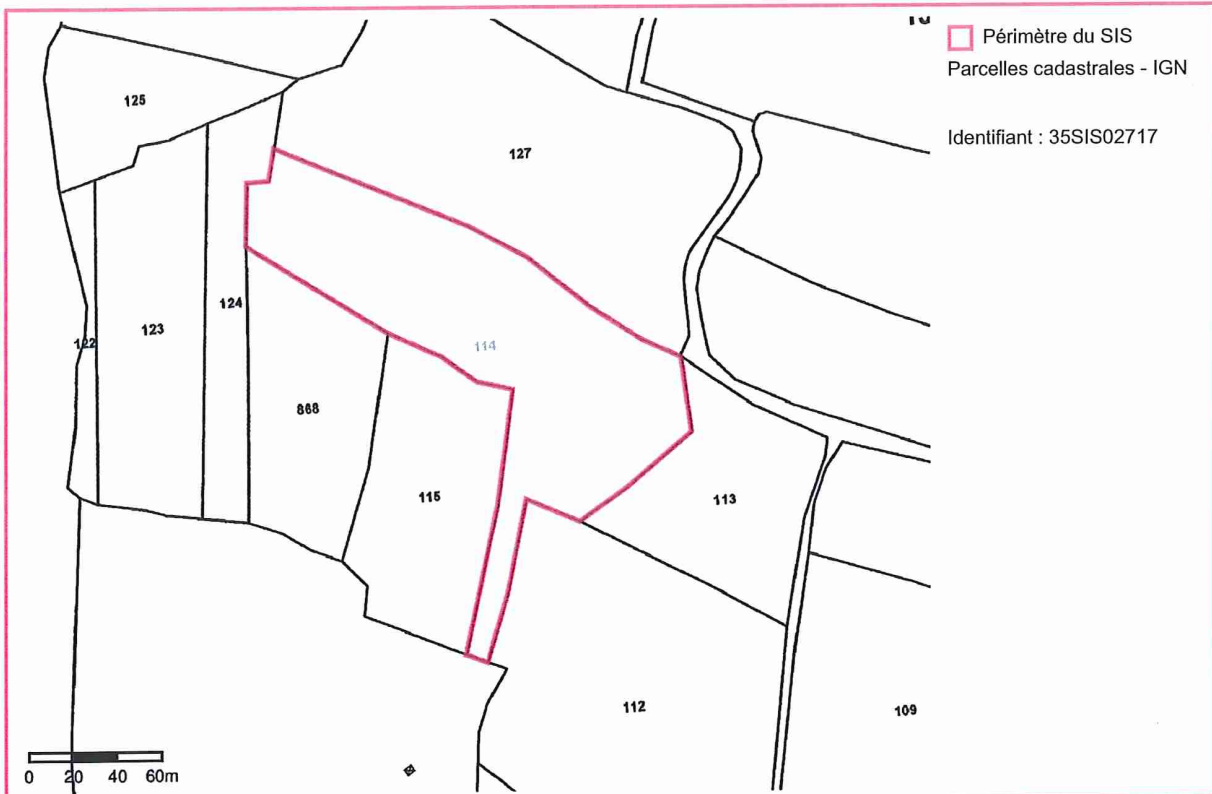 Périmètre du SIS
Parcelles cadastrales - IGN
Identifiant : 35SIS02717
125
127
124
123
122
114
868
115
113
112
109
0 20 40 60m